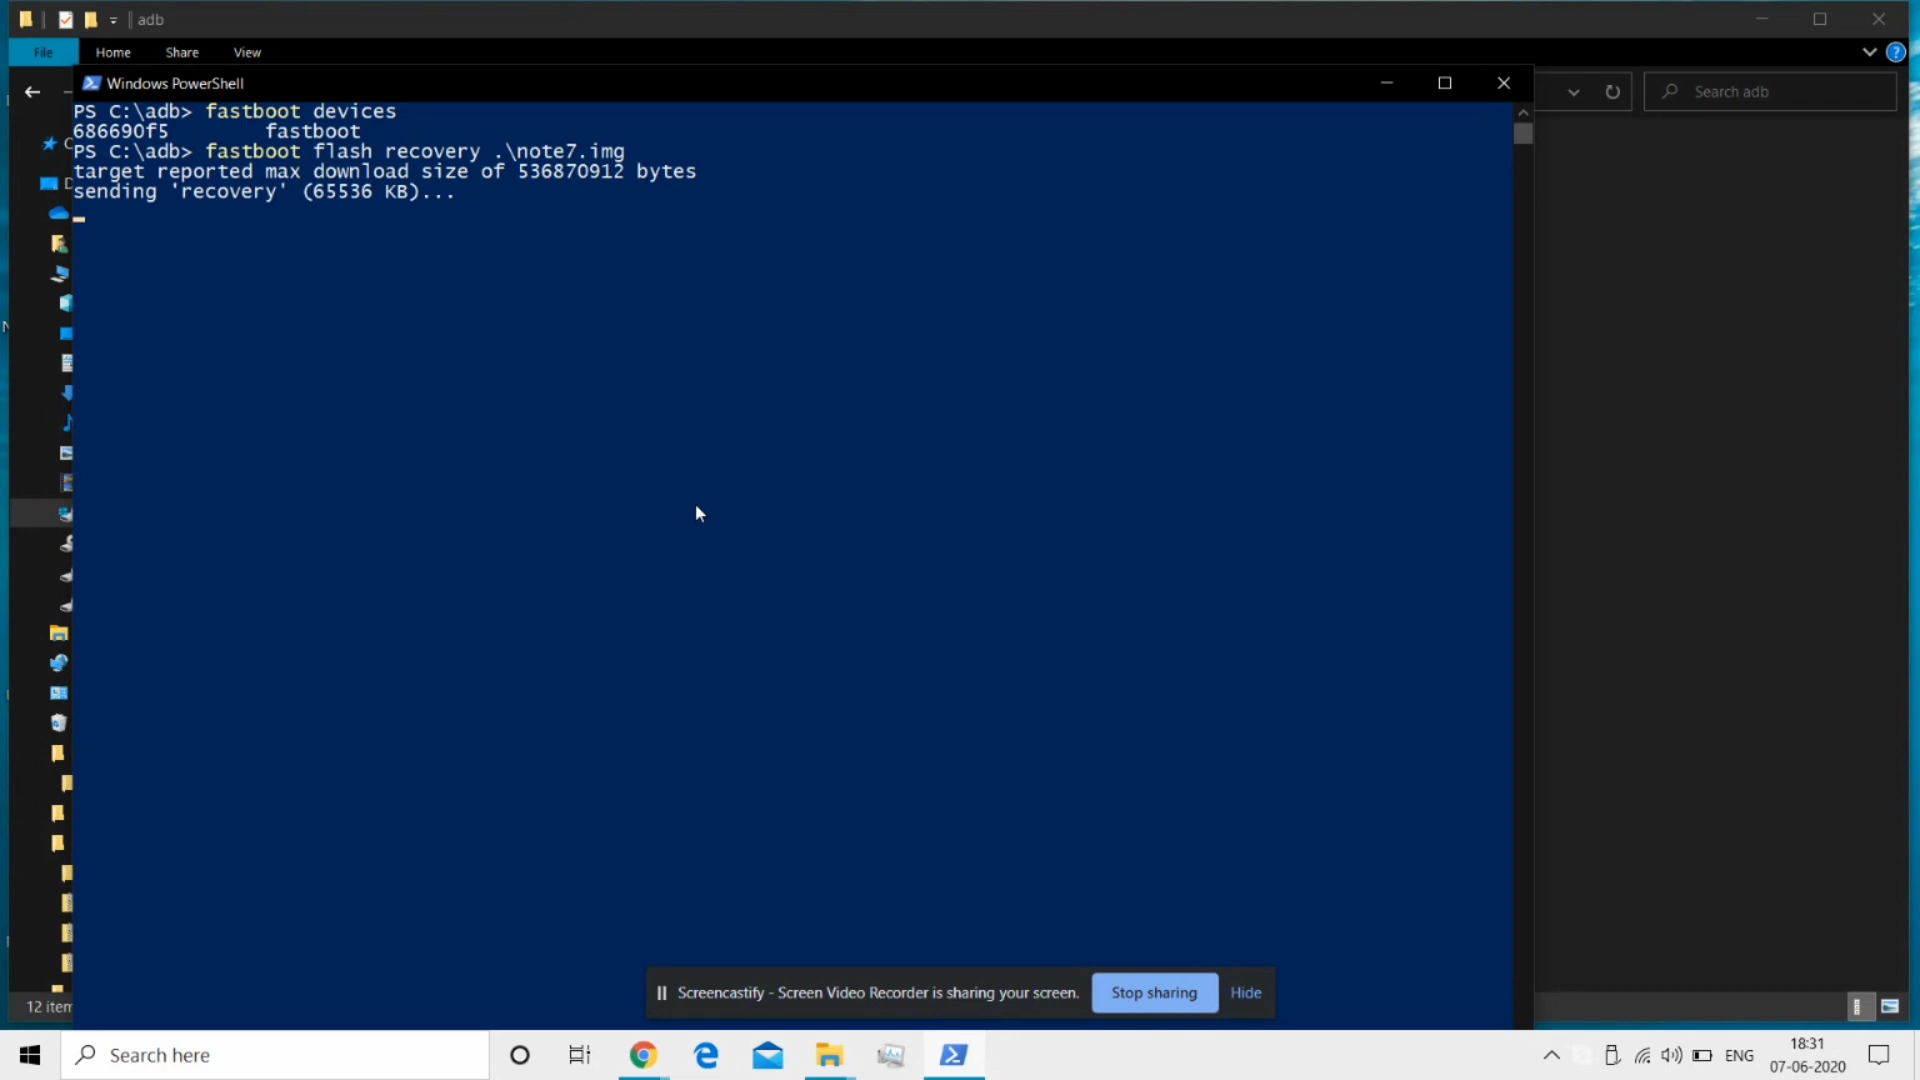 adb
File Home Share View
Windows PowerShell
Search adb
PS C:\adb> fastboot devices
686690f5 fastboot
PS C:\adb> fastboot flash recovery .\note7.img
target reported max download size of 536870912 bytes
sending 'recovery' (65536 KB)...
Screencastify - Screen Video Recorder is sharing your screen. Stop sharing Hide
12 item
Search here
ENG
18:31
07-06-2020